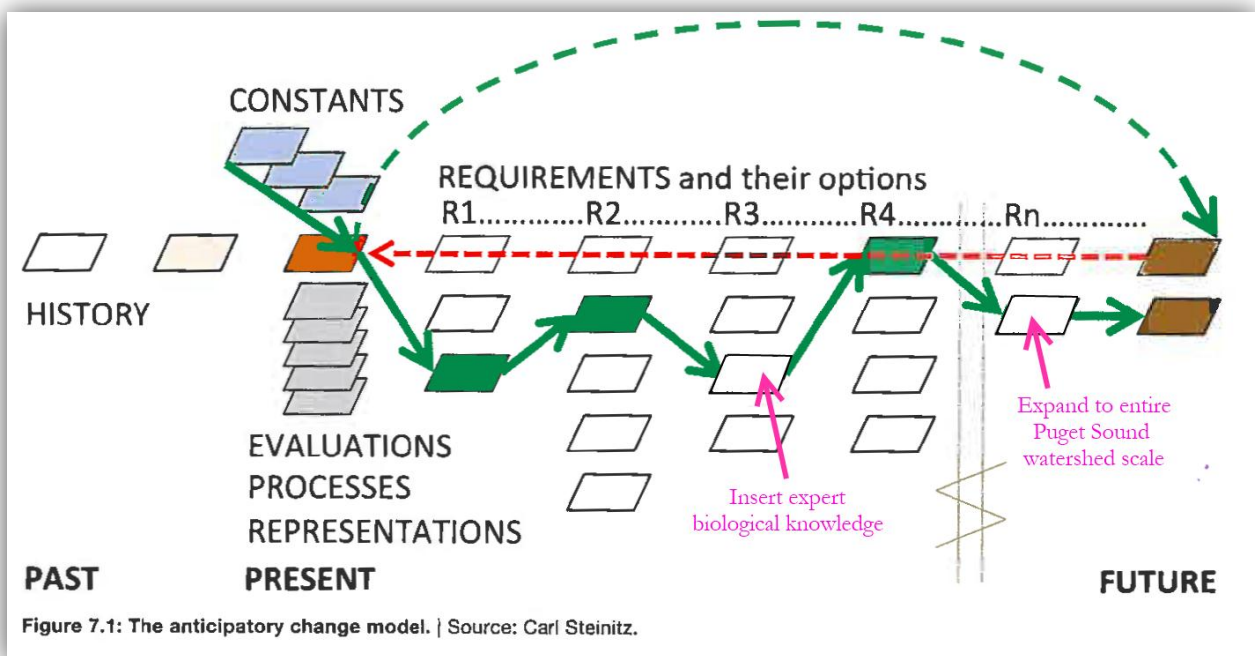 CONSTANTS
REQUIREMENTS and their options
R1.............R2............R3............R4............Rn...............
HISTORY
EVALUATIONS
PROCESSES
REPRESENTATIONS
Insert expert
biological knowledge
Expand to entire
Puget Sound
watershed scale
PAST
PRESENT
FUTURE
Figure 7.1: The anticipatory change model. | Source: Carl Steinitz.